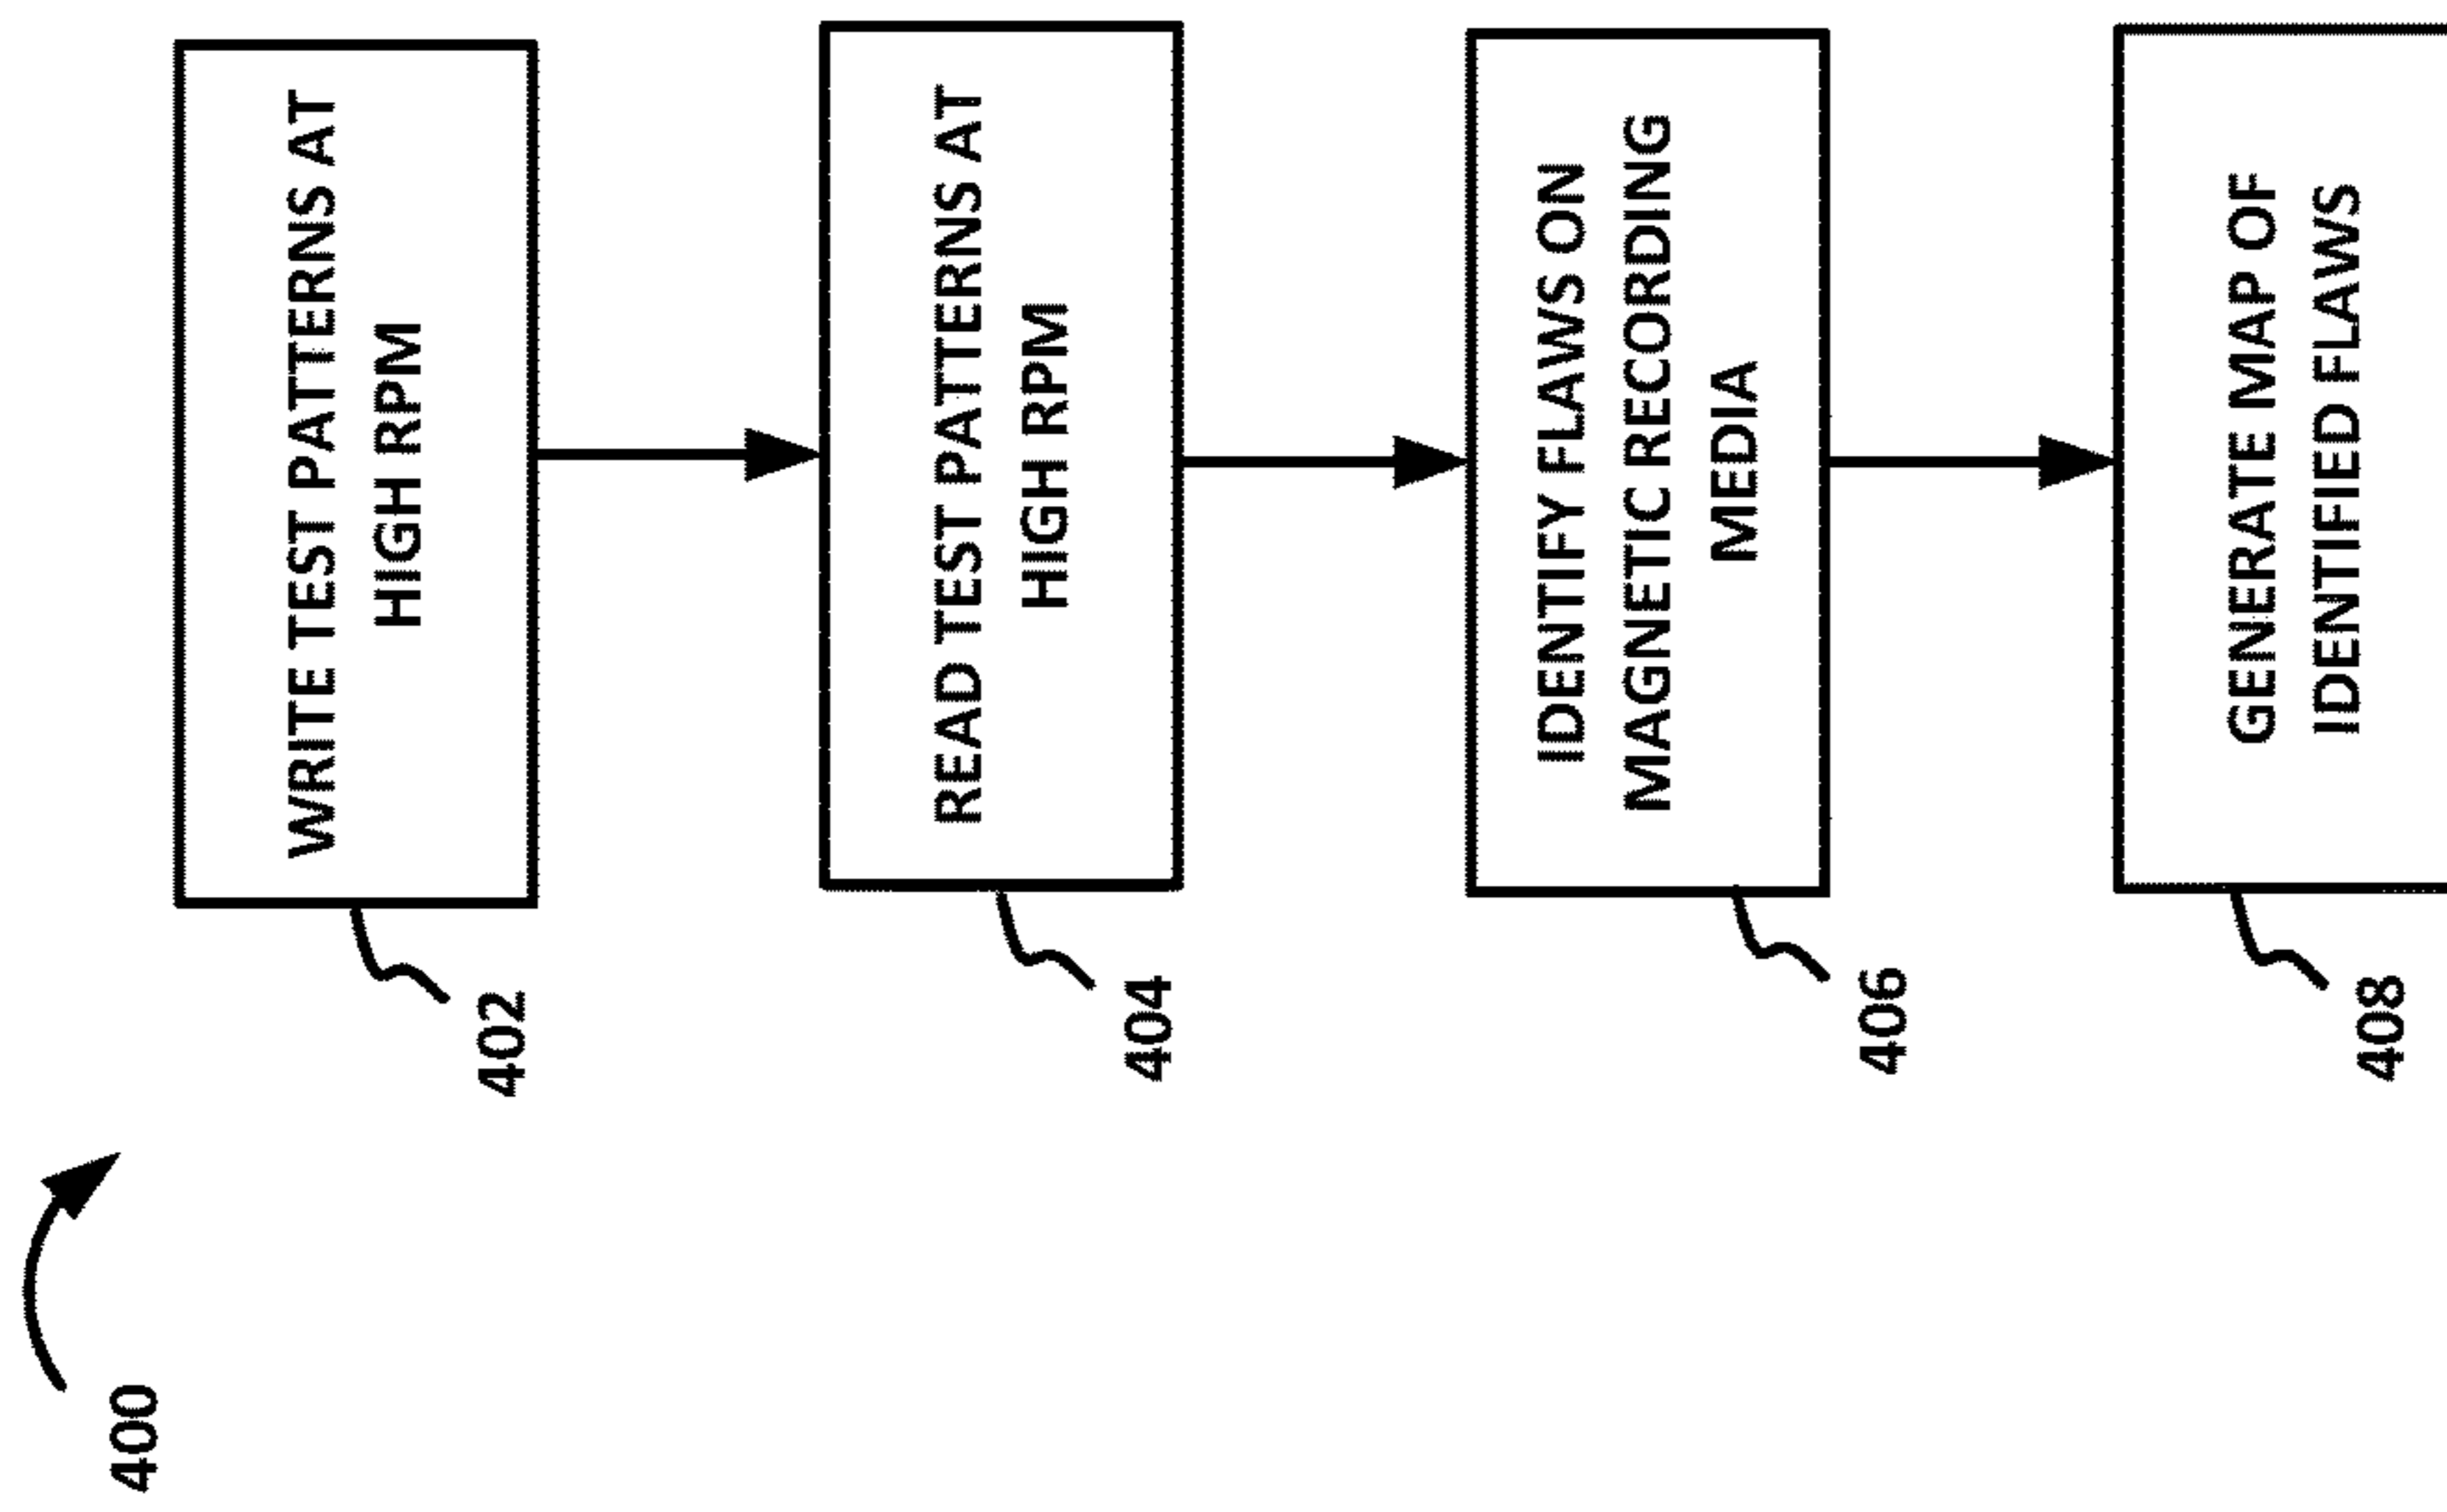 400
402
WRITE TEST PATTERNS AT
HIGH RPM
404
READ TEST PATTERNS AT
HIGH RPM
406
IDENTIFY FLAWS ON
MAGNETIC RECORDING
MEDIA
408
GENERATE MAP OF
IDENTIFIED FLAWS